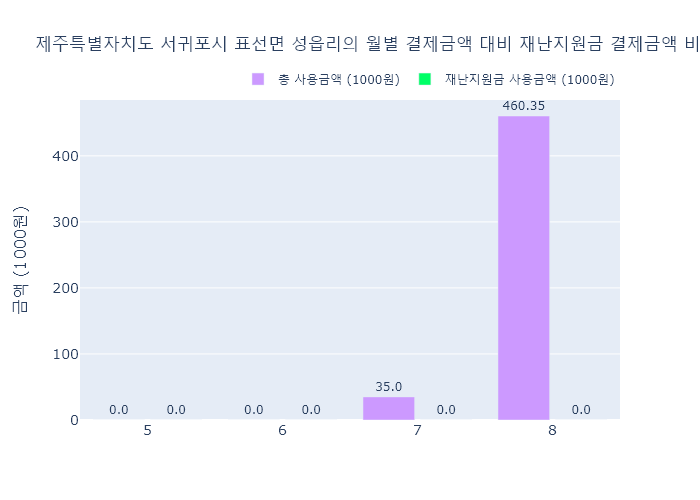 제주특별자치도 서귀포시 표선면 성읍리의 월별 결제금액 대비 재난지원금 결제금액 비
총 사용금액 (1000원) 재난지원금 사용금액 (1000원)
금액 (1000원)
400
300
200
100
0
0.0 0.0 0.0 0.0 35.0 0.0 460.35 0.0
5 6 7 8